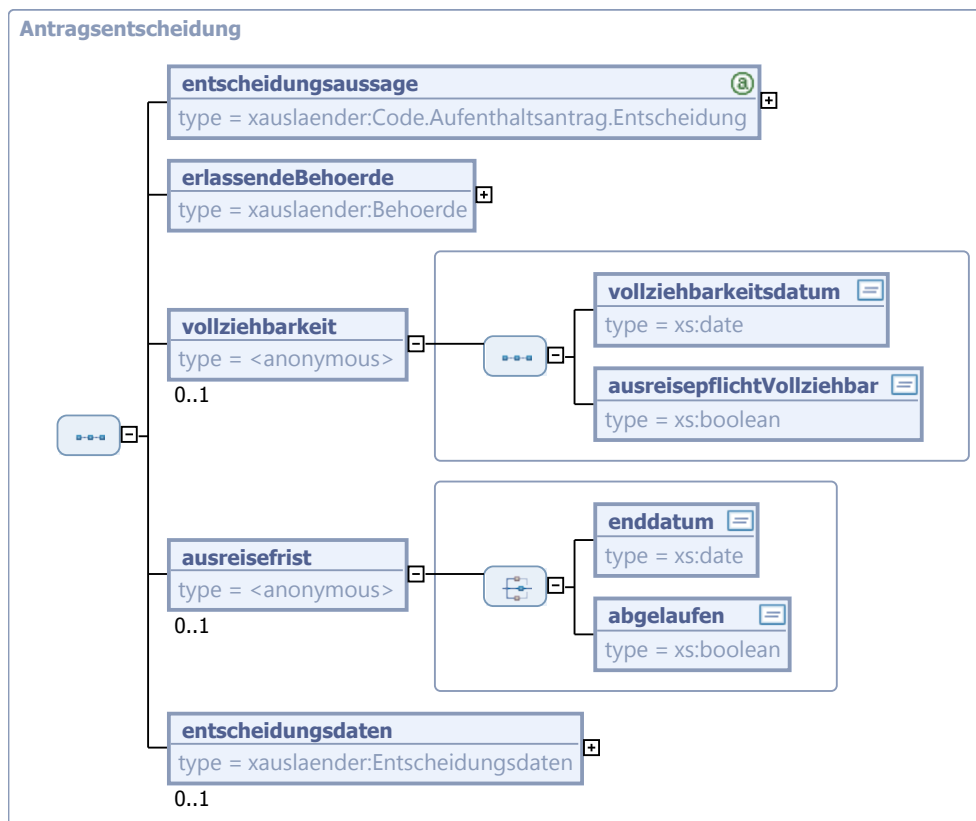 Antragsentscheidung
entscheidungsaussage
type = xauslaender:Code.Aufenthaltsantrag.Entscheidung
erlassendeBehoerde
type = xauslaender:Behoerde
vollziehbarkeit
type = <anonymous>
0..1
vollziehbarkeitsdatum
type = xs:date
ausreisepflichtVollziehbar
type = xs:boolean
ausreisefrist
type = <anonymous>
0..1
enddatum
type = xs:date
abgelaufen
type = xs:boolean
entscheidungsdaten
type = xauslaender:Entscheidungsdaten
0..1